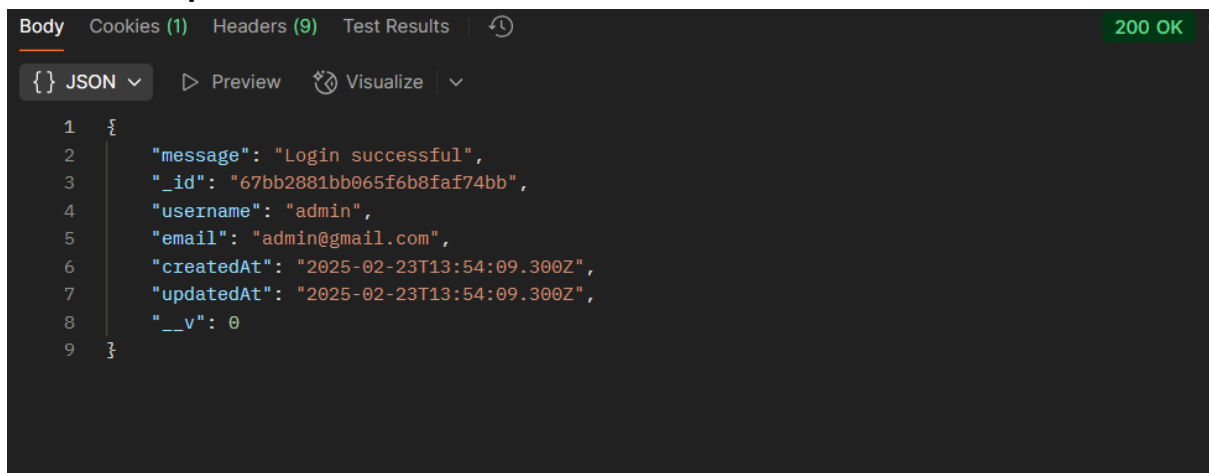 Body Cookies (1) Headers (9) Test Results 200 OK
{} JSON Preview Visualize
1 {
2 "message": "Login successful",
3 "_id": "67bb2881bb065f6b8faf74bb",
4 "username": "admin",
5 "email": "admin@gmail.com",
6 "createdAt": "2025-02-23T13:54:09.300Z",
7 "updatedAt": "2025-02-23T13:54:09.300Z",
8 "__v": 0
9 }